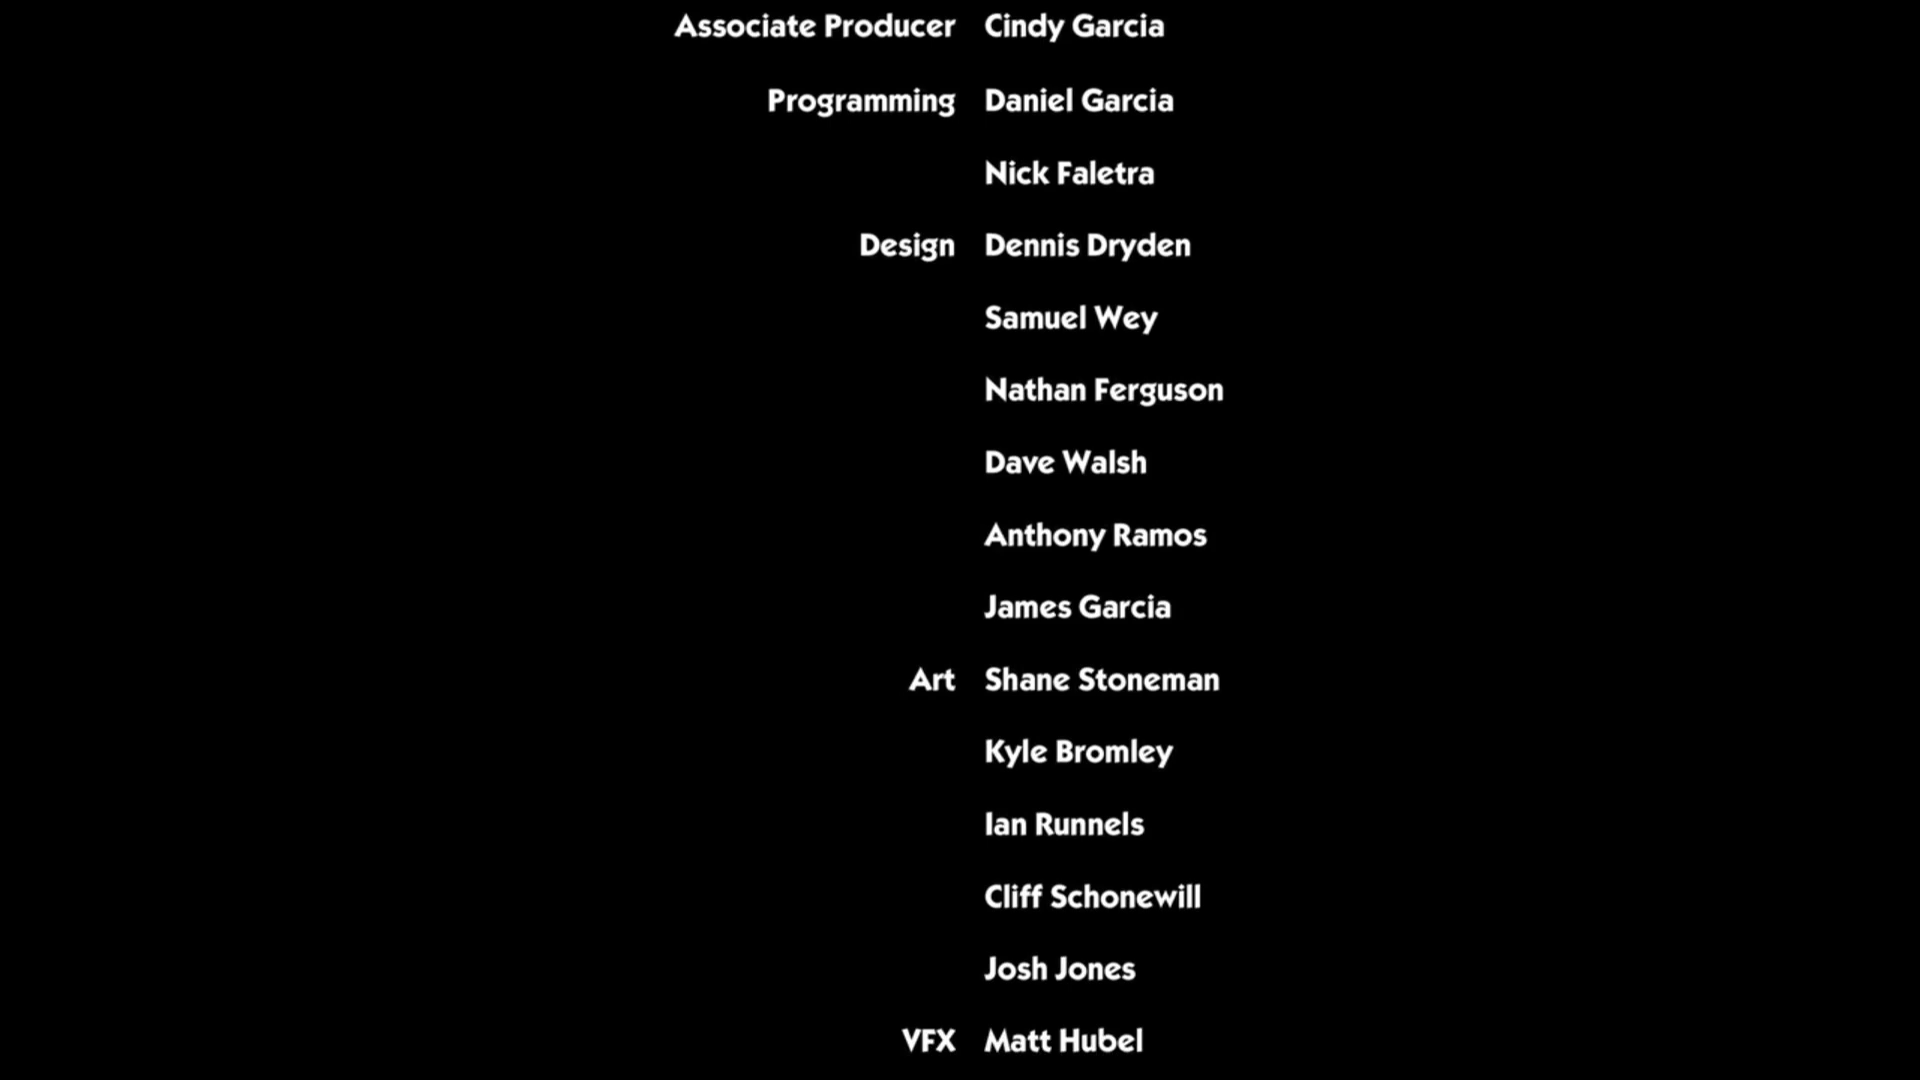 Associate Producer Cindy Garcia
Programming Daniel Garcia
Nick Faletra
Design Dennis Dryden
Samuel Wey
Nathan Ferguson
Dave Walsh
Anthony Ramos
James Garcia
Art Shane Stoneman
Kyle Bromley
Ian Runnels
Cliff Schonewill
Josh Jones
VFX Matt Hubel